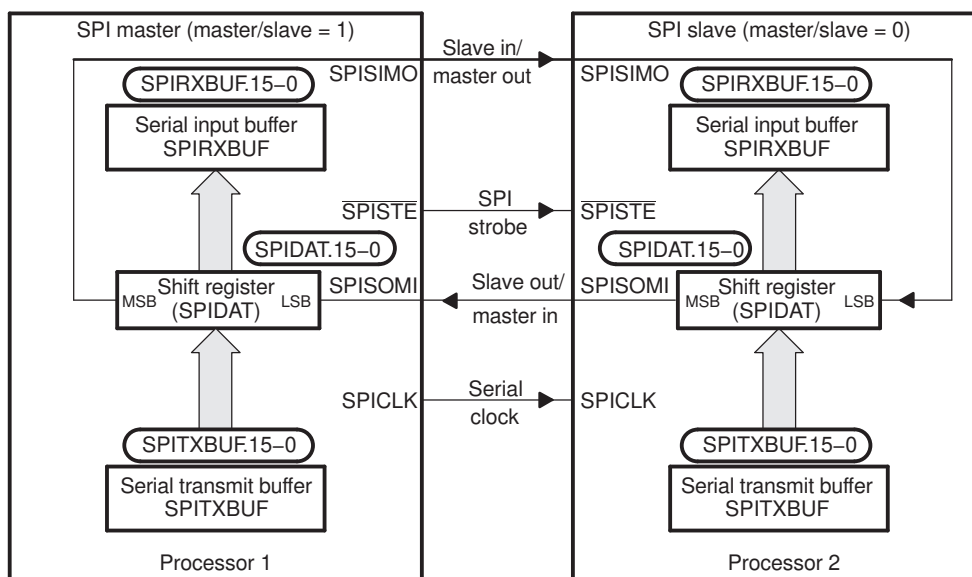 SPI master (master/slave = 1)
SPIRXBUF.15–0
Serial input buffer
SPIRXBUF
SPISIMO
SPISTE
SPIDAT.15–0
MSB
Shift register
(SPIDAT)
LSB
SPISOMI
SPICLK
SPITXBUF.15–0
Serial transmit buffer
SPITXBUF
Processor 1
Slave in/
master out
SPI
strobe
Slave out/
master in
Serial
clock
SPI slave (master/slave = 0)
SPISIMO
SPIRXBUF.15–0
Serial input buffer
SPIRXBUF
SPISTE
SPIDAT.15–0
SPISOMI
MSB
Shift register
(SPIDAT)
LSB
SPICLK
SPITXBUF.15–0
Serial transmit buffer
SPITXBUF
Processor 2